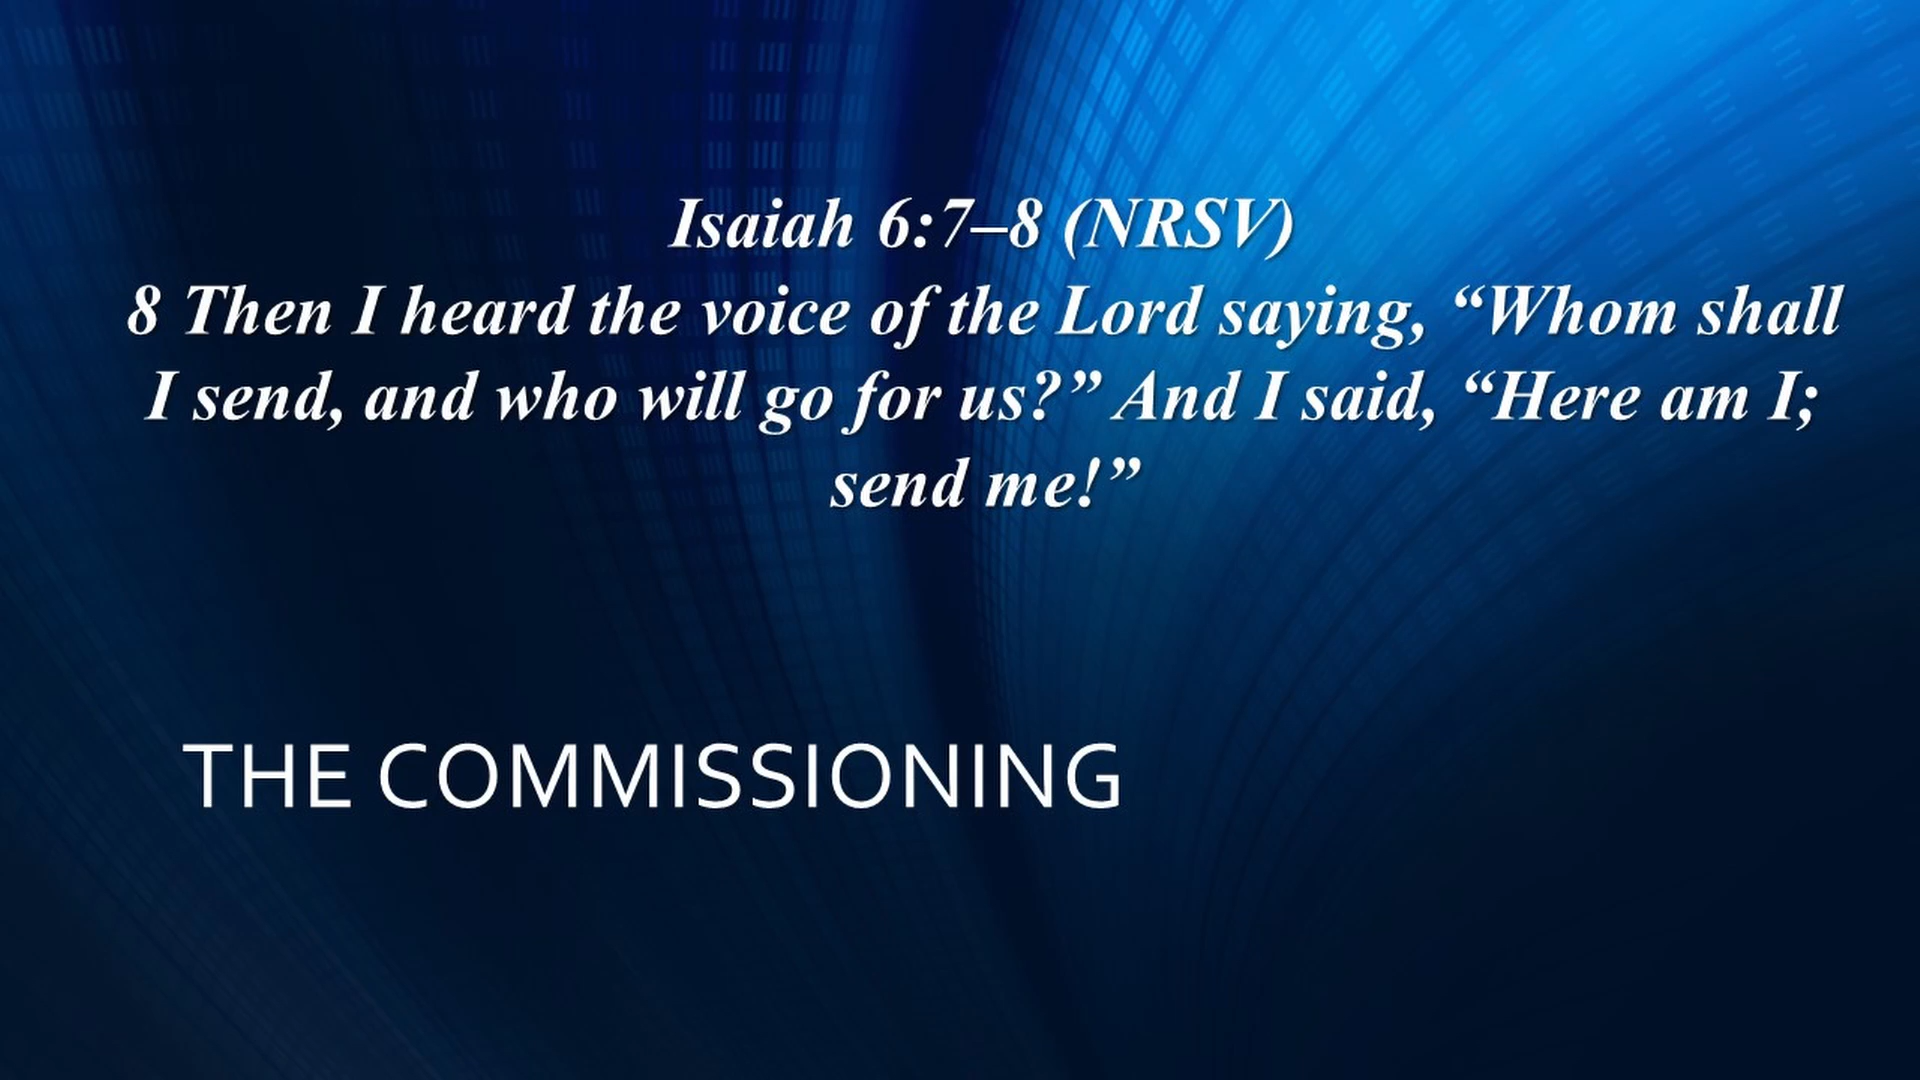 Isaiah 6:7–8 (NRSV)
8 Then I heard the voice of the Lord saying, “Whom shall
I send, and who will go for us?” And I said, “Here am I;
send me!”
THE COMMISSIONING